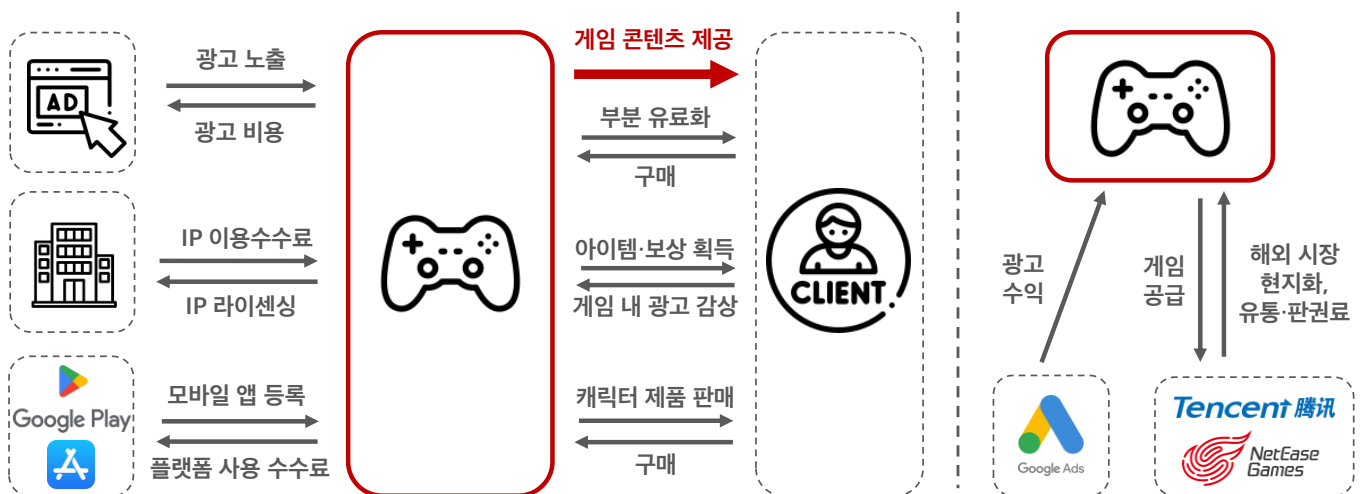 광고 노출
광고 비용
AD
IP 이용수수료
IP 라이센싱
Google Play
모바일 앱 등록
플랫폼 사용 수수료
게임 콘텐츠 제공
부분 유료화
구매
아이템·보상 획득
게임 내 광고 감상
캐릭터 제품 판매
구매
CLIENT.
광고
수익
게임
공급
해외 시장
현지화,
유통·판권료
Google Ads
Tencent 腾讯
NetEase
Games